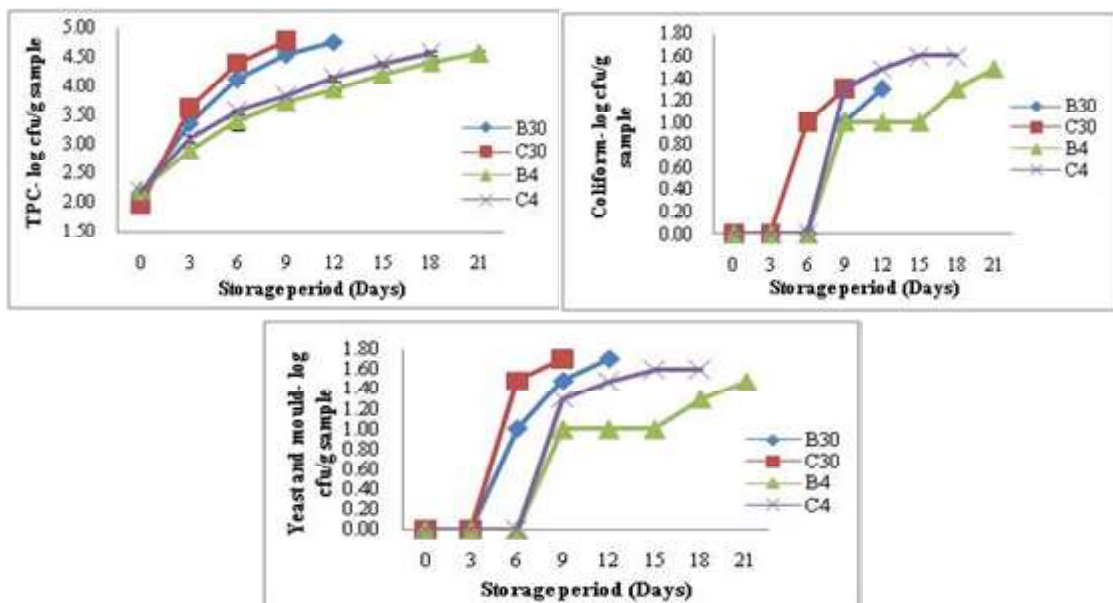 TPC- log cfu/g sample
5.00
4.50
4.00
3.50
3.00
2.50
2.00
1.50
0 3 6 9 12 15 18 21
Storage period (Days)
B30
C30
B4
C4
Coliform- log cfu/g
sample
1.80
1.60
1.40
1.20
1.00
0.80
0.60
0.40
0.20
0.00
0 3 6 9 12 15 18 21
Storage period (Days)
B30
C30
B4
C4
Yeast and mould- log
cfu/g sample
1.80
1.60
1.40
1.20
1.00
0.80
0.60
0.40
0.20
0.00
0 3 6 9 12 15 18 21
Storage period (Days)
B30
C30
B4
C4